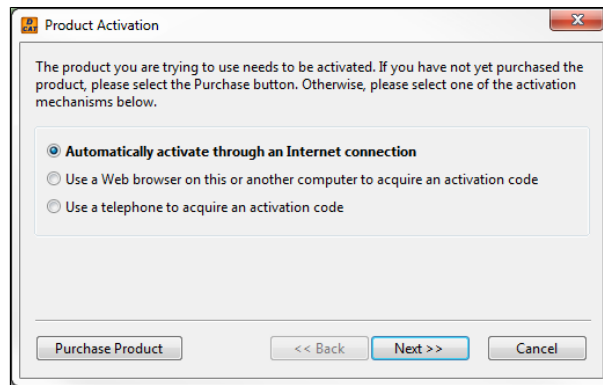 D
CAT
Product Activation
X
The product you are trying to use needs to be activated. If you have not yet purchased the
product, please select the Purchase button. Otherwise, please select one of the activation
mechanisms below.
Automatically activate through an Internet connection
Use a Web browser on this or another computer to acquire an activation code
Use a telephone to acquire an activation code
Purchase Product
<< Back
Next >>
Cancel